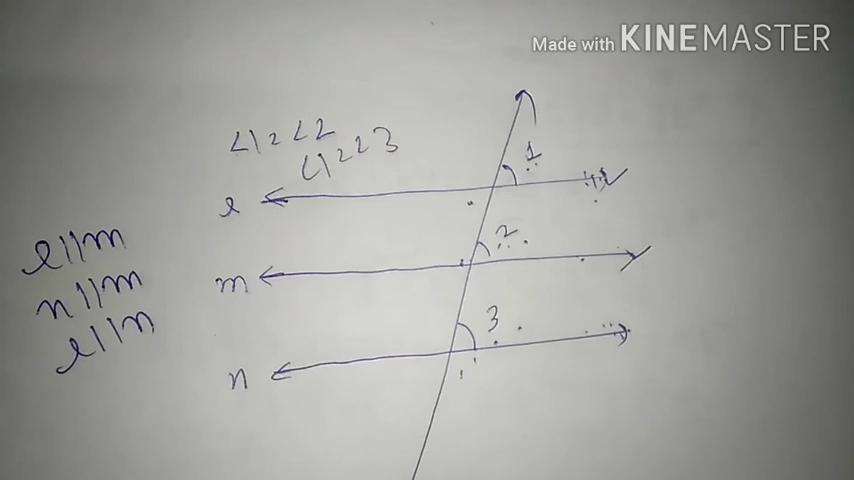 Made with KINEMASTER
∠1=∠2
∠1=∠3
l||m
n||m
l||n
l
m
n
1
2
3